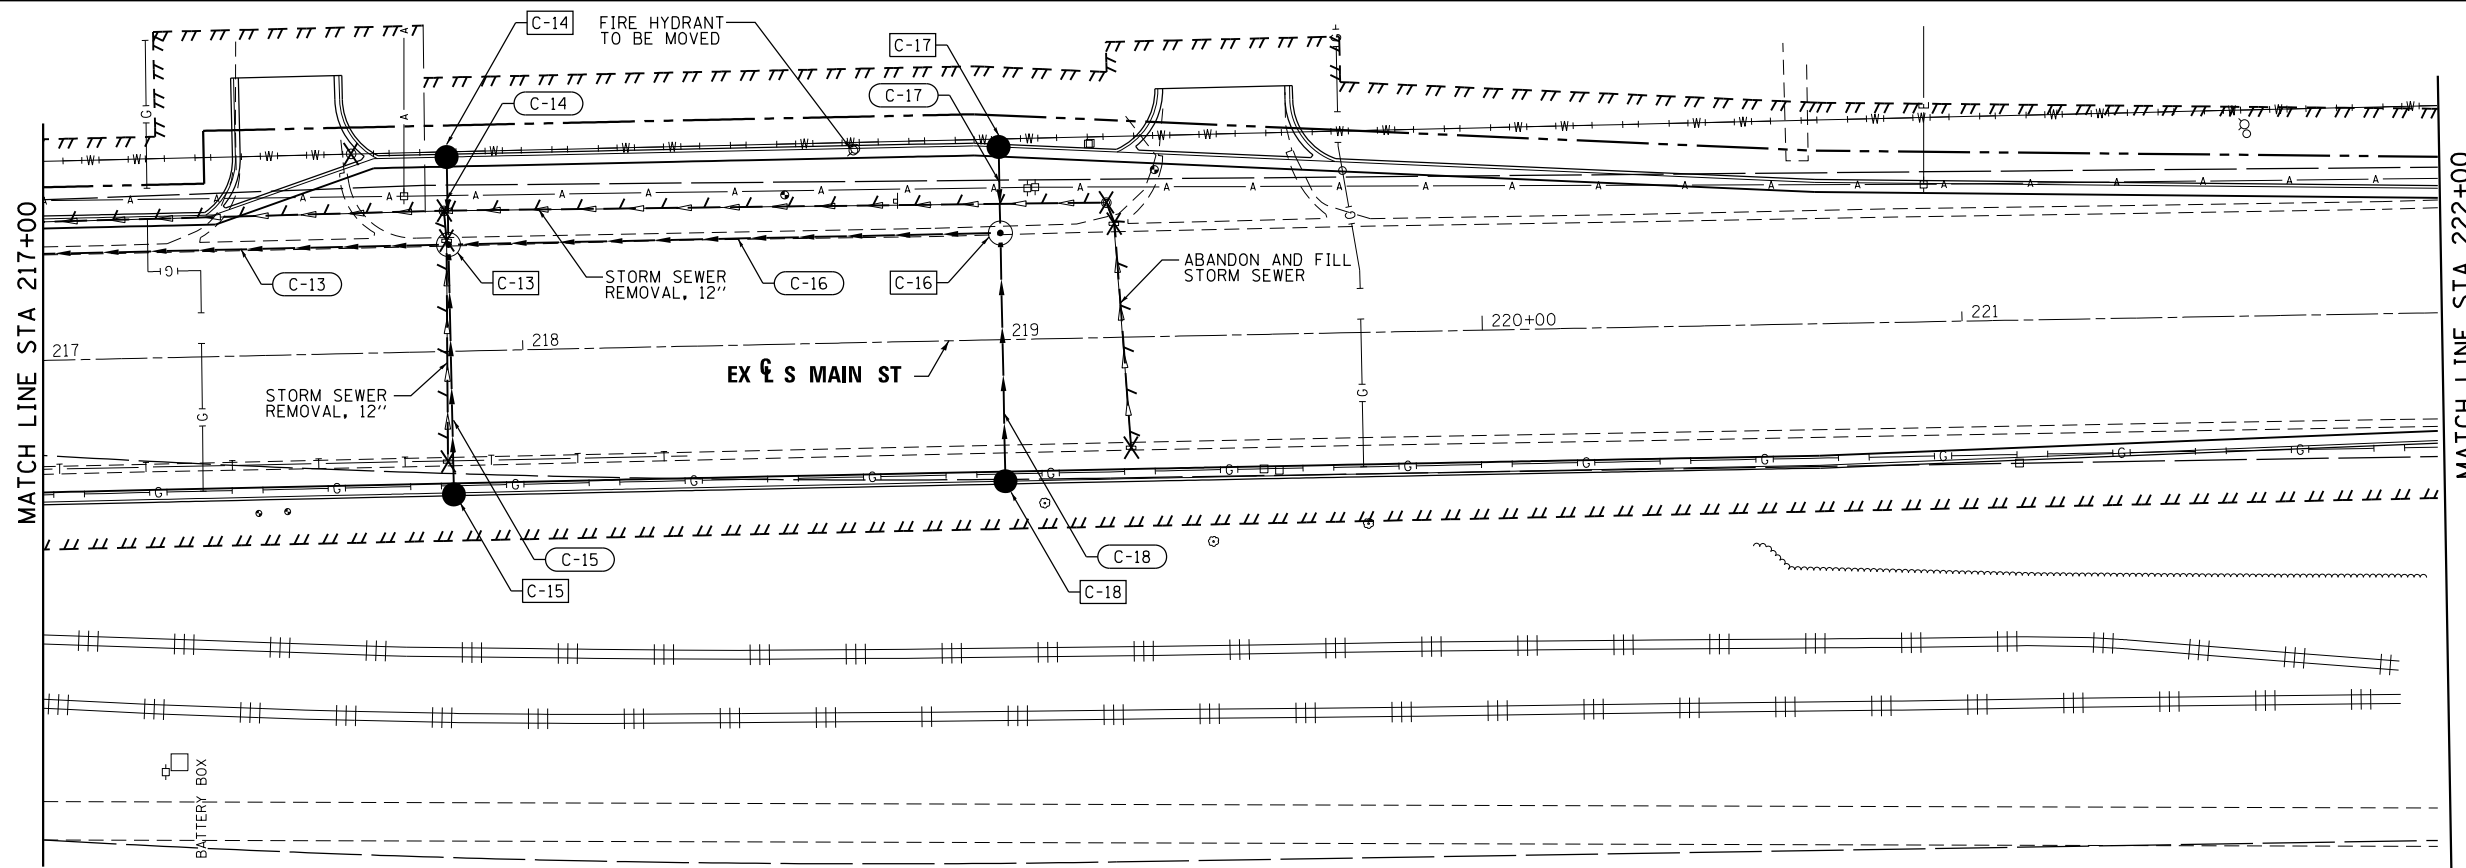 C-14
FIRE HYDRANT
TO BE MOVED
C-17
C-14
C-17
C-13
C-13
STORM SEWER
REMOVAL, 12''
C-16
C-16
ABANDON AND FILL
STORM SEWER
MATCH LINE STA 217+00
MATCH LINE STA 222+00
217
218
219
220+00
221
EX ℄ S MAIN ST
STORM SEWER
REMOVAL, 12''
C-15
C-15
C-18
C-18
BATTERY BOX
G
A
A
G
W W W W W W W W W W W W W W W W W W
A A A A A A A A A A A A A A A A A A
G
G
G
G
T T T T T T T T
G G G G G G G G G G G G